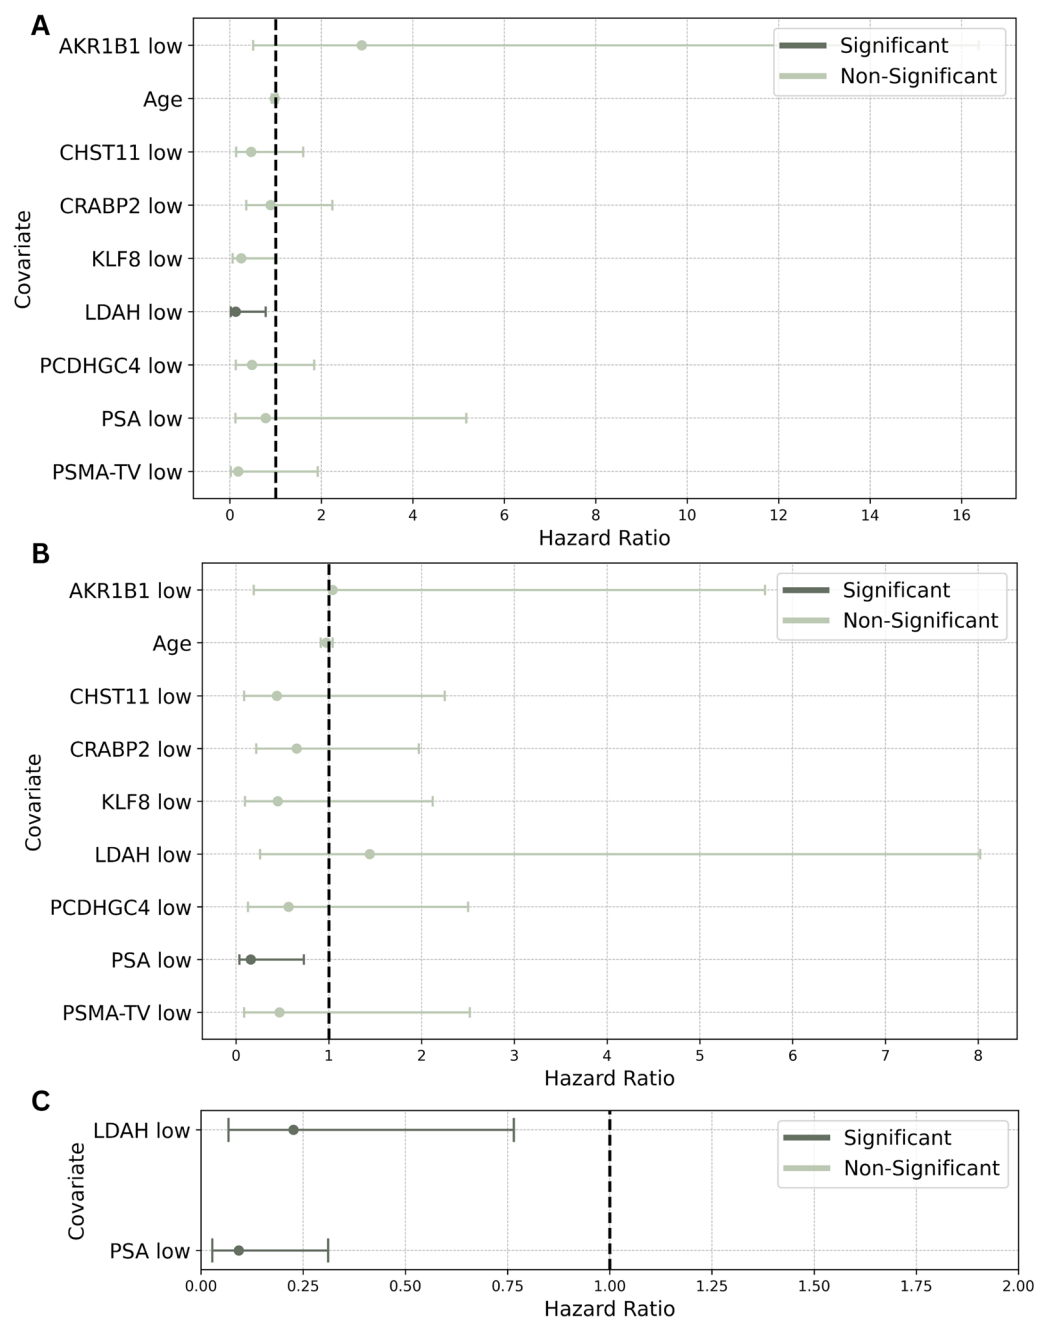 A
AKR1B1 low
Significant
Non-Significant
Age
CHST11 low
CRABP2 low
KLF8 low
LDAH low
PCDHGC4 low
PSA low
PSMA-TV low
Covariate
0 2 4 6 8 10 12 14 16
Hazard Ratio
B
AKR1B1 low
Significant
Non-Significant
Age
CHST11 low
CRABP2 low
KLF8 low
LDAH low
PCDHGC4 low
PSA low
PSMA-TV low
Covariate
0 1 2 3 4 5 6 7 8
Hazard Ratio
C
LDAH low
Significant
Non-Significant
PSA low
Covariate
0.00 0.25 0.50 0.75 1.00 1.25 1.50 1.75 2.00
Hazard Ratio